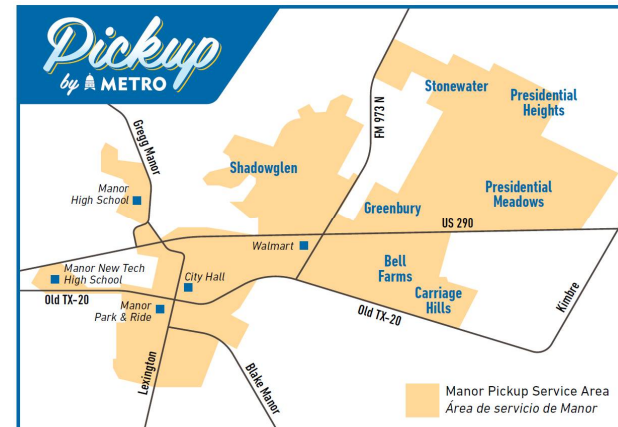 Pickup
by METRO
Stonewater
Presidential
Heights
FM 973 N
Gregg Manor
Shadowglen
Manor
High School
Presidential
Meadows
Greenbury
US 290
Walmart
Bell
Farms
Manor New Tech
High School
City Hall
Carriage
Hills
Old TX-20
Manor
Park & Ride
Old TX-20
Kimbre
Lexington
Blake Manor
Manor Pickup Service Area
Área de servicio de Manor